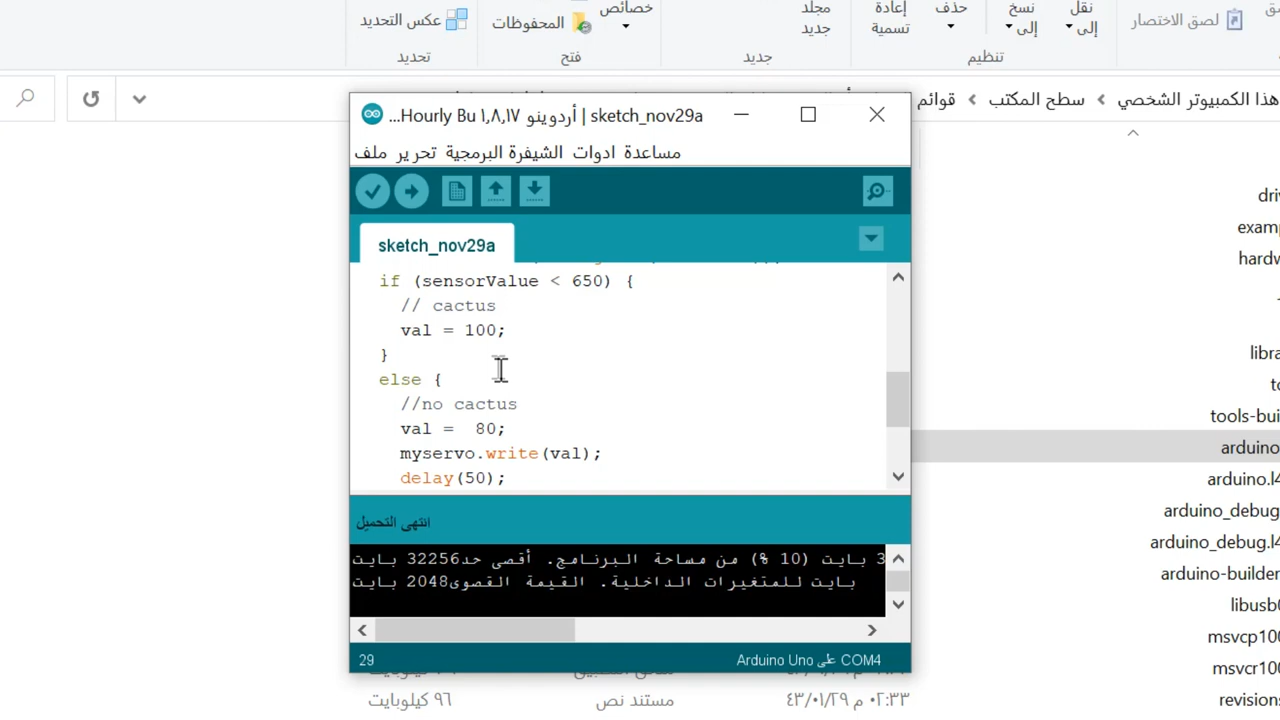 خصائص
مجلد جديد
إعادة تسمية
حذف
نسخ إلى
نقل إلى
لصق الاختصار
عكس التحديد
المحفوظات
تحديد
فتح
جديد
تنظيم
هذا الكمبيوتر الشخصي
سطح المكتب
قوائم
...Hourly Bu ١,٨,١٧ أردوينو | sketch_nov29a
ملف تحرير الشيفرة البرمجية ادوات مساعدة
sketch_nov29a
if (sensorValue < 650) {
// cactus
val = 100;
}
else {
//no cactus
val =  80;
myservo.write(val);
delay(50);
انتهى التحميل
3 بايت (10 %) من مساحة البرنامج. أقصى حد32256 بايت
بايت للمتغيرات الداخلية. القيمة القصوى2048 بايت
29
Arduino Uno على COM4
driv
examp
hardw
libra
to
tools-bui
arduino
arduino.l4
arduino_debug
arduino_debug.l4
arduino-builder
libusb0
msvcp100
msvcr100
revisions
٠٢:٣٣ م ٤٣/٠١/٢٩
مستند نص
٩٦ كيلوبايت